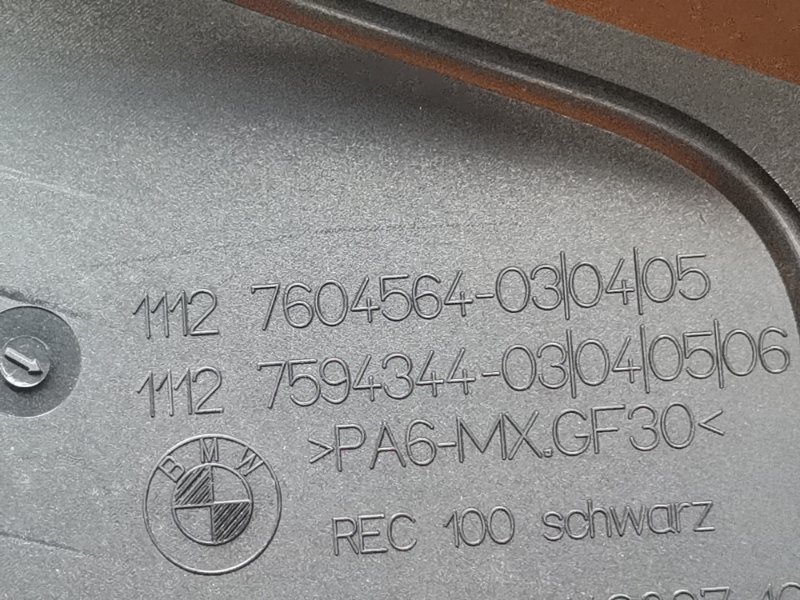 1112 7604564-03|04|05
1112 7594344-03|04|05|06
>PA6-MX.GF30<
BMW
REC 100 schwarz